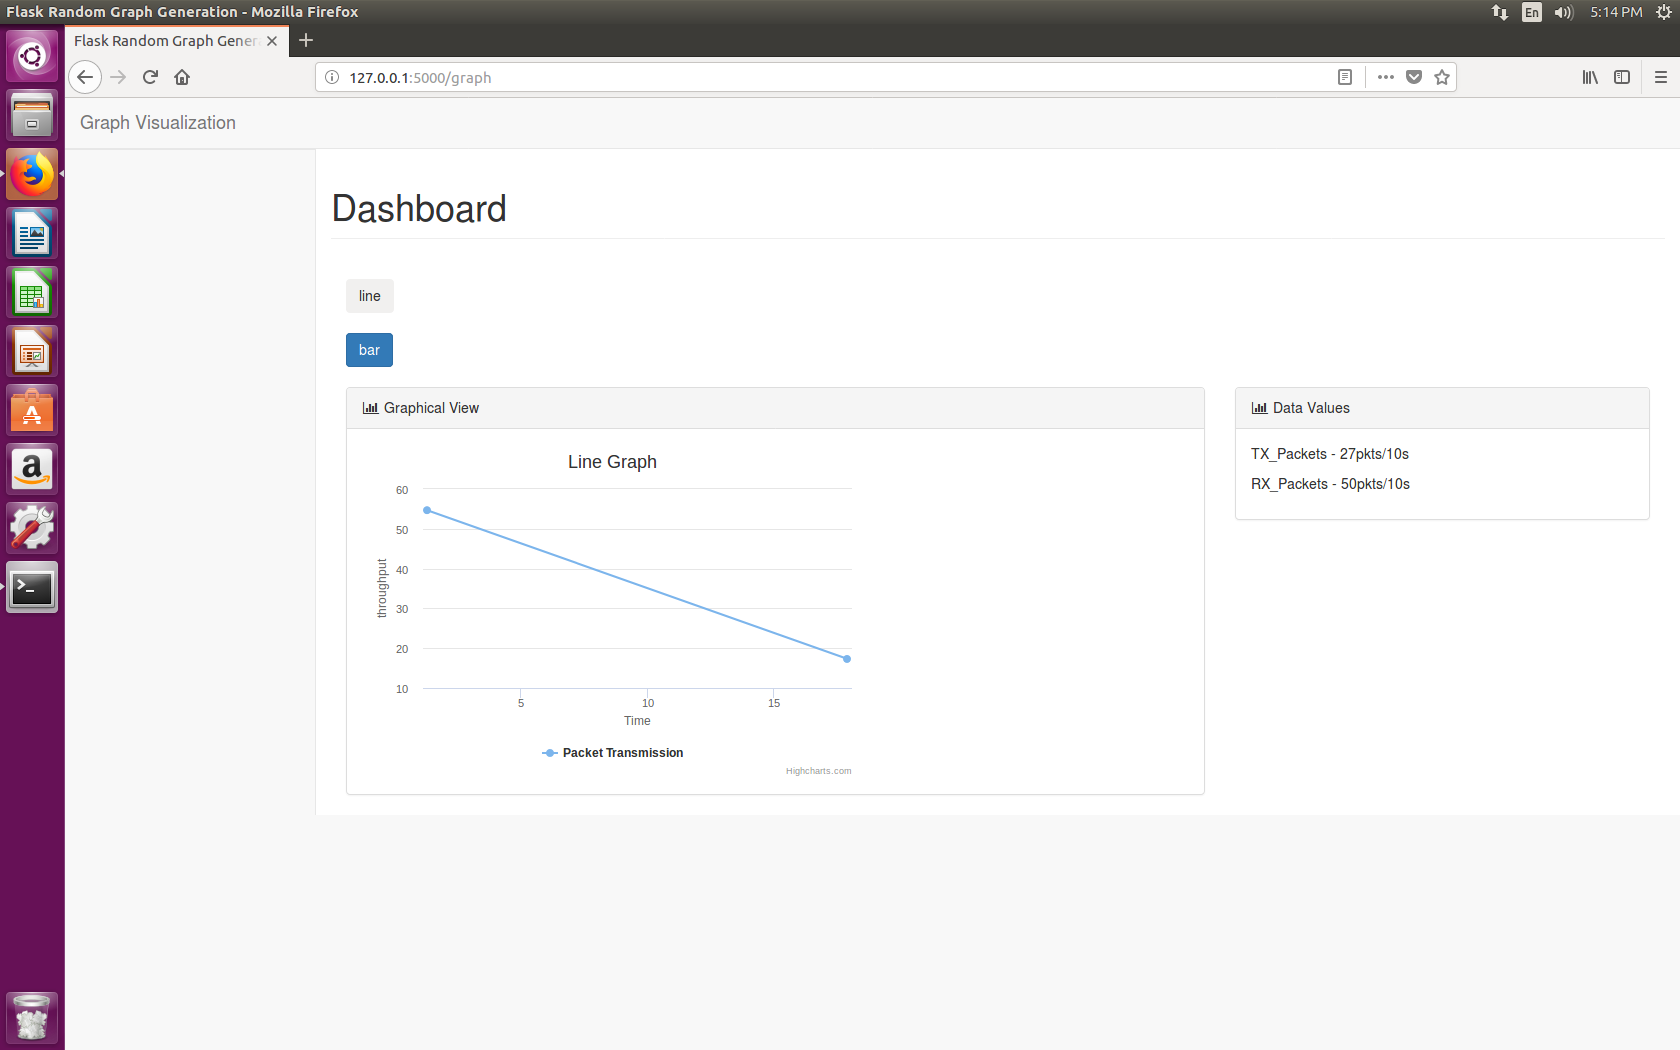 Flask Random Graph Generation - Mozilla Firefox
En
5:14 PM
Flask Random Graph Gener
127.0.0.1:5000/graph
Graph Visualization
Dashboard
line
bar
Graphical View
Data Values
Line Graph
TX_Packets - 27pkts/10s
RX_Packets - 50pkts/10s
60
50
40
30
20
10
throughput
5 10 15
Time
Packet Transmission
Highcharts.com